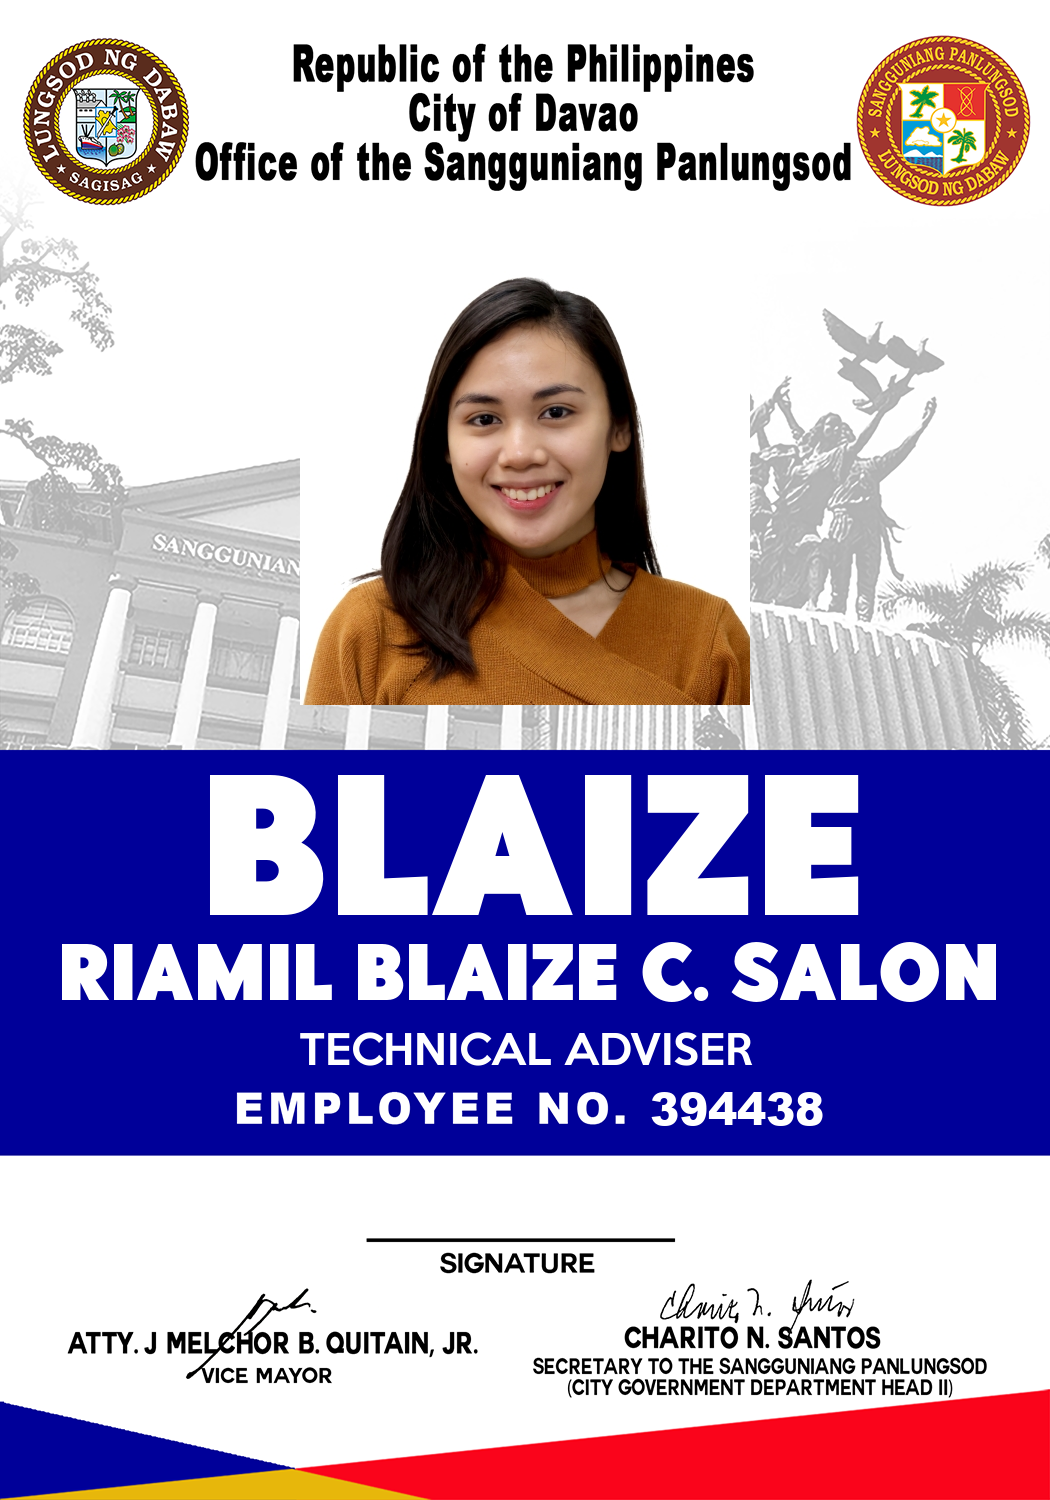 Republic of the Philippines
City of Davao
Office of the Sangguniang Panlungsod
LUNGSOD NG DABAW
SAGISAG
SANGGUNIANG PANLUNGSOD
LUNGSOD NG DABAW
SANGGUNIAN
BLAIZE
RIAMIL BLAIZE C. SALON
TECHNICAL ADVISER
EMPLOYEE NO. 394438
SIGNATURE
ATTY. J MELCHOR B. QUITAIN, JR.
VICE MAYOR
CHARITO N. SANTOS
SECRETARY TO THE SANGGUNIANG PANLUNGSOD
(CITY GOVERNMENT DEPARTMENT HEAD II)